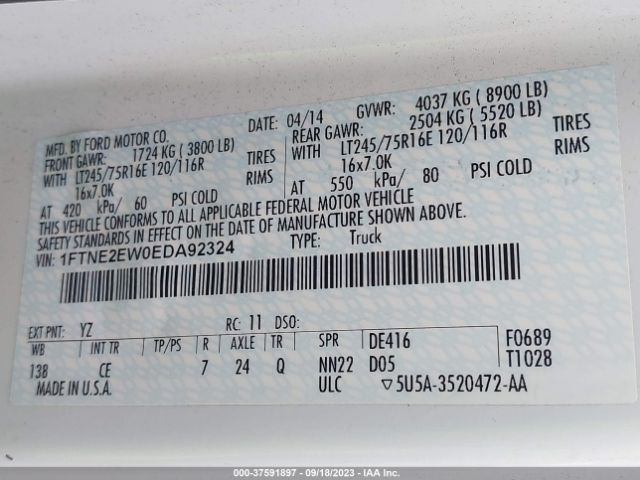 MFD. BY FORD MOTOR CO.
DATE: 04/14 GVWR: 4037 KG ( 8900 LB)
FRONT GAWR: 1724 KG ( 3800 LB)
REAR GAWR: 2504 KG ( 5520 LB)
WITH LT245/75R16E 120/116R TIRES
WITH LT245/75R16E 120/116R TIRES
16x7.0K RIMS
16x7.0K RIMS
AT 420 kPa/ 60 PSI COLD
AT 550 kPa/ 80 PSI COLD
THIS VEHICLE CONFORMS TO ALL APPLICABLE FEDERAL MOTOR VEHICLE
SAFETY STANDARDS IN EFFECT ON THE DATE OF MANUFACTURE SHOWN ABOVE.
VIN: 1FTNE2EW0EDA92324 TYPE: Truck
EXT PNT: YZ RC: 11 DSO:
WB INT TR TP/PS R AXLE TR SPR DE416 F0689
138 CE 7 24 Q NN22 D05 T1028
MADE IN U.S.A. ULC ▽5U5A-3520472-AA
000-37591897 - 09/18/2023 - IAA Inc.